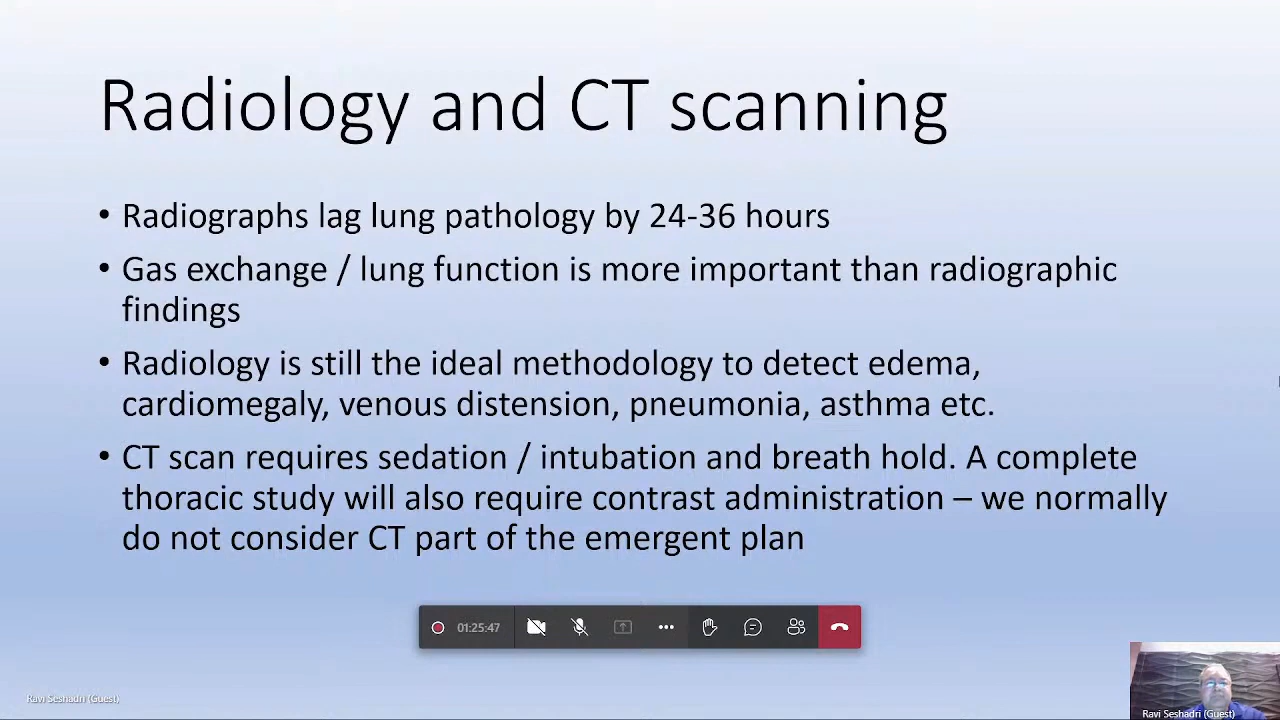 Radiology and CT scanning
• Radiographs lag lung pathology by 24-36 hours
• Gas exchange / lung function is more important than radiographic
findings
• Radiology is still the ideal methodology to detect edema,
cardiomegaly, venous distension, pneumonia, asthma etc.
• CT scan requires sedation / intubation and breath hold. A complete
thoracic study will also require contrast administration – we normally
do not consider CT part of the emergent plan
01:25:47
Ravi Seshadri (Guest)
Ravi Seshadri (Guest)